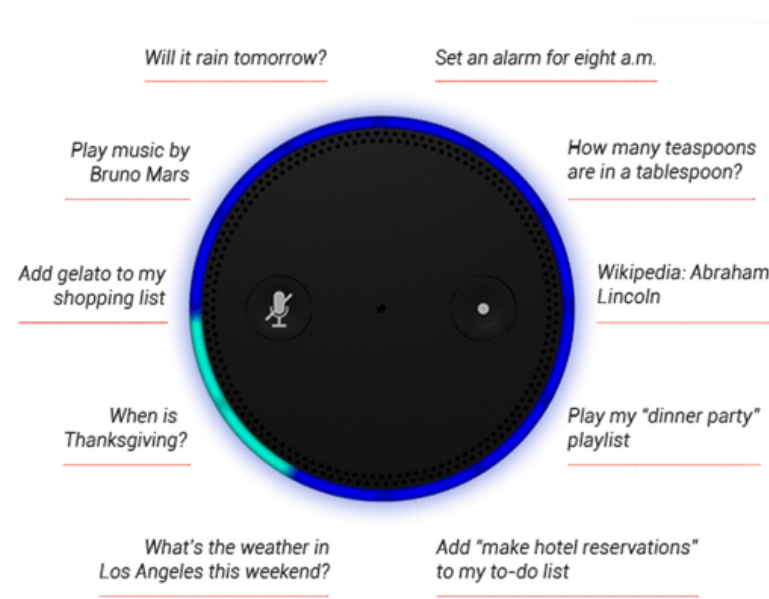 Will it rain tomorrow?
Set an alarm for eight a.m.
Play music by
Bruno Mars
How many teaspoons
are in a tablespoon?
Add gelato to my
shopping list
Wikipedia: Abraham
Lincoln
When is
Thanksgiving?
Play my "dinner party"
playlist
What's the weather in
Los Angeles this weekend?
Add "make hotel reservations"
to my to-do list